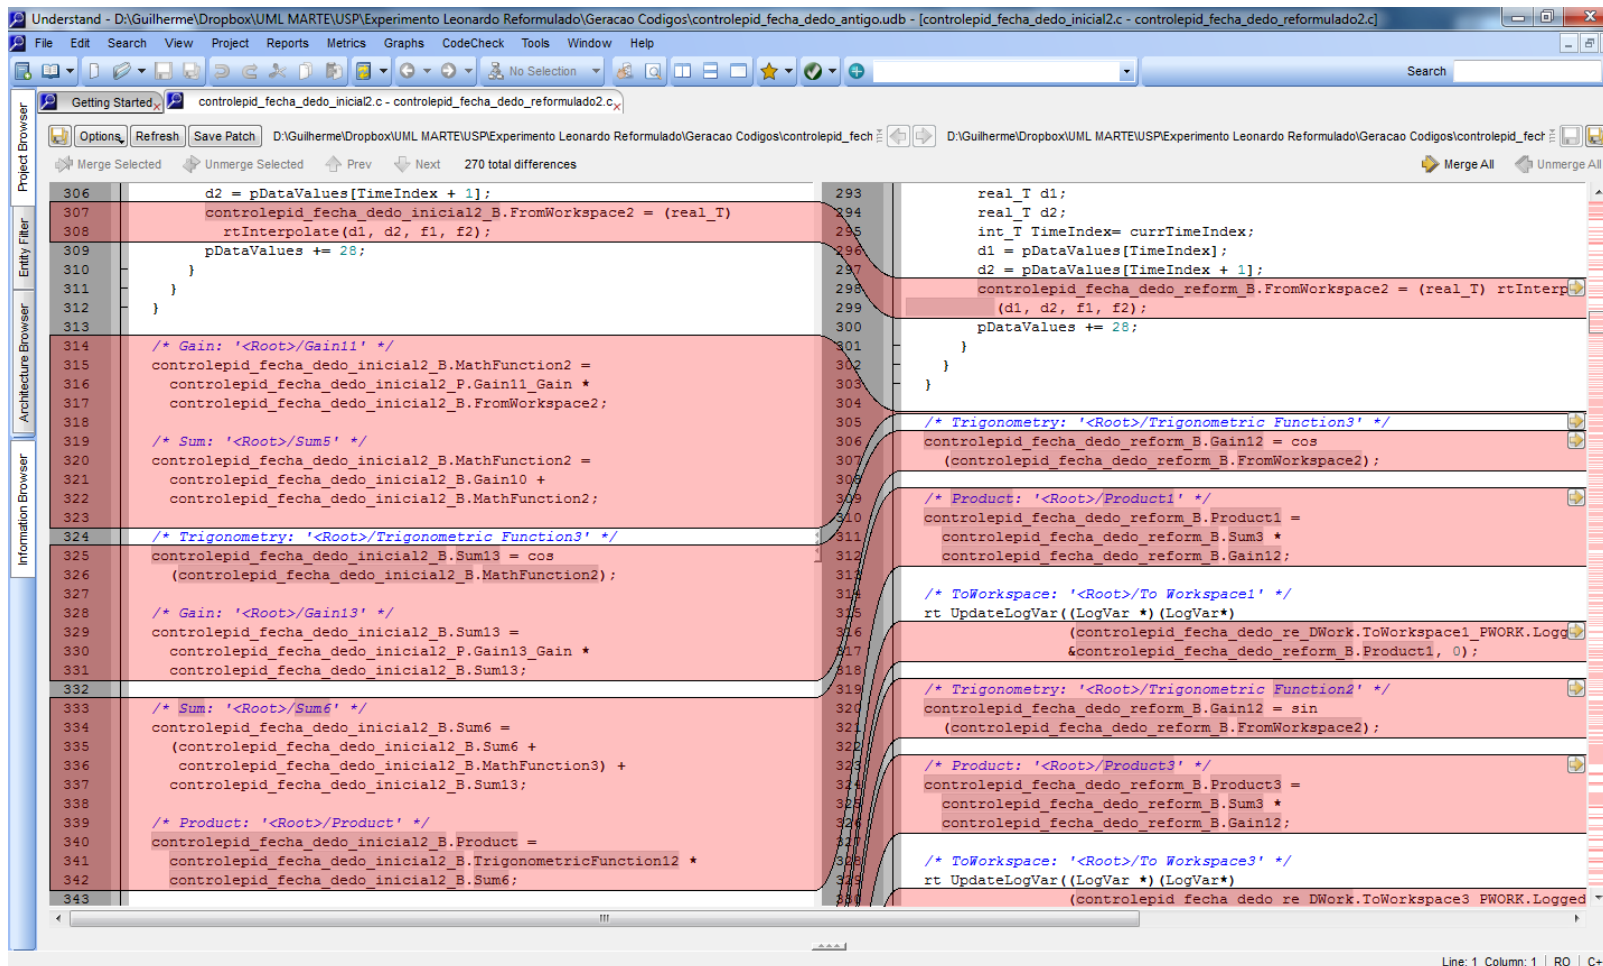 Understand - D:\Guilherme\Dropbox\UML MARTE\USP\Experimento Leonardo Reformulado\Geracao Codigos\controlepid_fecha_dedo_antigo.udb - [controlepid_fecha_dedo_inicial2.c - controlepid_fecha_dedo_reformulado2.c]
File Edit Search View Project Reports Metrics Graphs CodeCheck Tools Window Help
No Selection
Search
Getting Started controlepid_fecha_dedo_inicial2.c - controlepid_fecha_dedo_reformulado2.c
Project Browser
Entity Filter
Architecture Browser
Information Browser
Options Refresh Save Patch D:\Guilherme\Dropbox\UML MARTE\USP\Experimento Leonardo Reformulado\Geracao Codigos\controlepid_fech
D:\Guilherme\Dropbox\UML MARTE\USP\Experimento Leonardo Reformulado\Geracao Codigos\controlepid_fecr
Merge Selected Unmerge Selected Prev Next 270 total differences
Merge All Unmerge All
306 d2 = pDataValues[TimeIndex + 1];
307 controlepid_fecha_dedo_inicial2_B.FromWorkspace2 = (real_T)
308 rtInterpolate(d1, d2, f1, f2);
309 pDataValues += 28;
310 }
311 }
312 }
313
314 /* Gain: '<Root>/Gain11' */
315 controlepid_fecha_dedo_inicial2_B.MathFunction2 =
316 controlepid_fecha_dedo_inicial2_P.Gain11_Gain *
317 controlepid_fecha_dedo_inicial2_B.FromWorkspace2;
318
319 /* Sum: '<Root>/Sum5' */
320 controlepid_fecha_dedo_inicial2_B.MathFunction2 =
321 controlepid_fecha_dedo_inicial2_B.Gain10 +
322 controlepid_fecha_dedo_inicial2_B.MathFunction2;
323
324 /* Trigonometry: '<Root>/Trigonometric Function3' */
325 controlepid_fecha_dedo_inicial2_B.Sum13 = cos
326 (controlepid_fecha_dedo_inicial2_B.MathFunction2);
327
328 /* Gain: '<Root>/Gain13' */
329 controlepid_fecha_dedo_inicial2_B.Sum13 =
330 controlepid_fecha_dedo_inicial2_P.Gain13_Gain *
331 controlepid_fecha_dedo_inicial2_B.Sum13;
332
333 /* Sum: '<Root>/Sum6' */
334 controlepid_fecha_dedo_inicial2_B.Sum6 =
335 (controlepid_fecha_dedo_inicial2_B.Sum6 +
336 controlepid_fecha_dedo_inicial2_B.MathFunction3) +
337 controlepid_fecha_dedo_inicial2_B.Sum13;
338
339 /* Product: '<Root>/Product' */
340 controlepid_fecha_dedo_inicial2_B.Product =
341 controlepid_fecha_dedo_inicial2_B.TrigonometricFunction12 *
342 controlepid_fecha_dedo_inicial2_B.Sum6;
343
293 real_T d1;
294 real_T d2;
295 int_T TimeIndex= currTimeIndex;
296 d1 = pDataValues[TimeIndex];
297 d2 = pDataValues[TimeIndex + 1];
298 controlepid_fecha_dedo_reform_B.FromWorkspace2 = (real_T) rtInterp
299 (d1, d2, f1, f2);
300 pDataValues += 28;
301 }
302 }
303 }
304
305 /* Trigonometry: '<Root>/Trigonometric Function3' */
306 controlepid_fecha_dedo_reform_B.Gain12 = cos
307 (controlepid_fecha_dedo_reform_B.FromWorkspace2);
308
309 /* Product: '<Root>/Product1' */
310 controlepid_fecha_dedo_reform_B.Product1 =
311 controlepid_fecha_dedo_reform_B.Sum3 *
312 controlepid_fecha_dedo_reform_B.Gain12;
313
314 /* ToWorkspace: '<Root>/To Workspace1' */
315 rt_UpdateLogVar((LogVar *)(LogVar*)
316 (controlepid_fecha_dedo_re_DWork.ToWorkspace1_PWORK.Logg
317 &controlepid_fecha_dedo_reform_B.Product1, 0);
318
319 /* Trigonometry: '<Root>/Trigonometric Function2' */
320 controlepid_fecha_dedo_reform_B.Gain12 = sin
321 (controlepid_fecha_dedo_reform_B.FromWorkspace2);
322
323 /* Product: '<Root>/Product3' */
324 controlepid_fecha_dedo_reform_B.Product3 =
325 controlepid_fecha_dedo_reform_B.Sum3 *
326 controlepid_fecha_dedo_reform_B.Gain12;
327
328 /* ToWorkspace: '<Root>/To Workspace3' */
329 rt_UpdateLogVar((LogVar *)(LogVar*)
330 (controlepid_fecha_dedo_re_DWork.ToWorkspace3_PWORK.Logged
Line: 1 Column: 1 RO C+